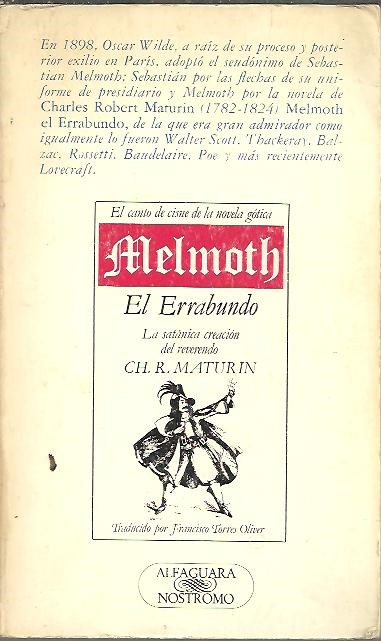 En 1898, Oscar Wilde, a raíz de su proceso y poste-
rior exilio en París, adoptó el seudónimo de Sebas-
tian Melmoth; Sebastián por las flechas de su uni-
forme de presidiario y Melmoth por la novela de
Charles Robert Maturin (1782-1824) Melmoth
el Errabundo, de la que era gran admirador como
igualmente lo fueron Walter Scott, Thackeray, Bal-
zac, Rossetti, Baudelaire, Poe y más recientemente
Lovecraft.
El canto de cisne de la novela gótica
Melmoth
El Errabundo
La satánica creación
del reverendo
CH. R. MATURIN
Traducido por Francisco Torres Oliver
ALFAGUARA
NOSTROMO